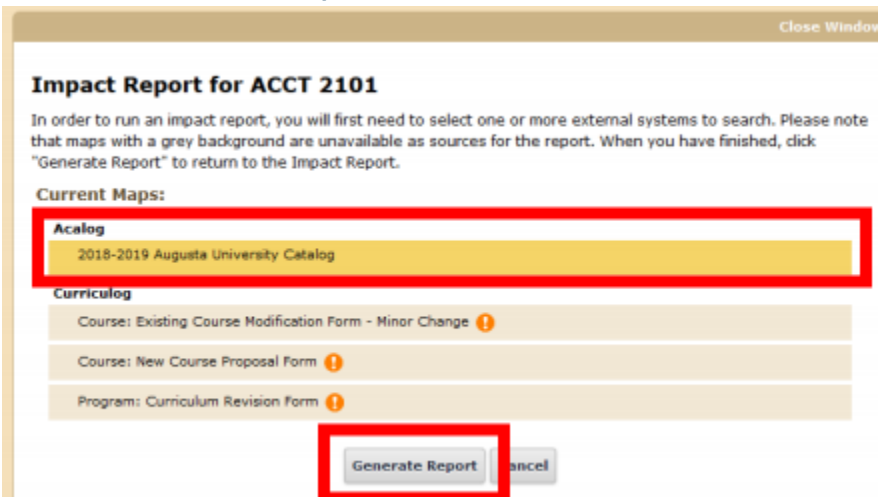 Close Window
Impact Report for ACCT 2101
In order to run an impact report, you will first need to select one or more external systems to search. Please note
that maps with a grey background are unavailable as sources for the report. When you have finished, click
"Generate Report" to return to the Impact Report.
Current Maps:
Acalog
2018-2019 Augusta University Catalog
Curriculog
Course: Existing Course Modification Form - Minor Change
Course: New Course Proposal Form
Program: Curriculum Revision Form
Generate Report Cancel